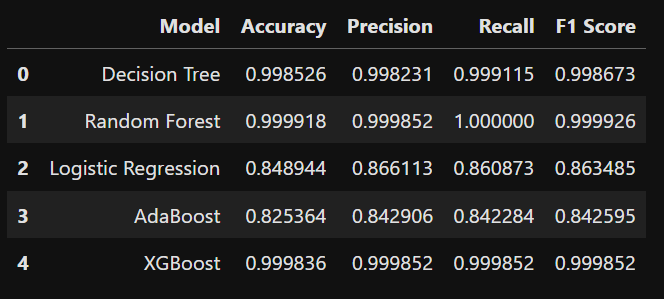 Model Accuracy Precision Recall F1 Score
0 Decision Tree 0.998526 0.998231 0.999115 0.998673
1 Random Forest 0.999918 0.999852 1.000000 0.999926
2 Logistic Regression 0.848944 0.866113 0.860873 0.863485
3 AdaBoost 0.825364 0.842906 0.842284 0.842595
4 XGBoost 0.999836 0.999852 0.999852 0.999852